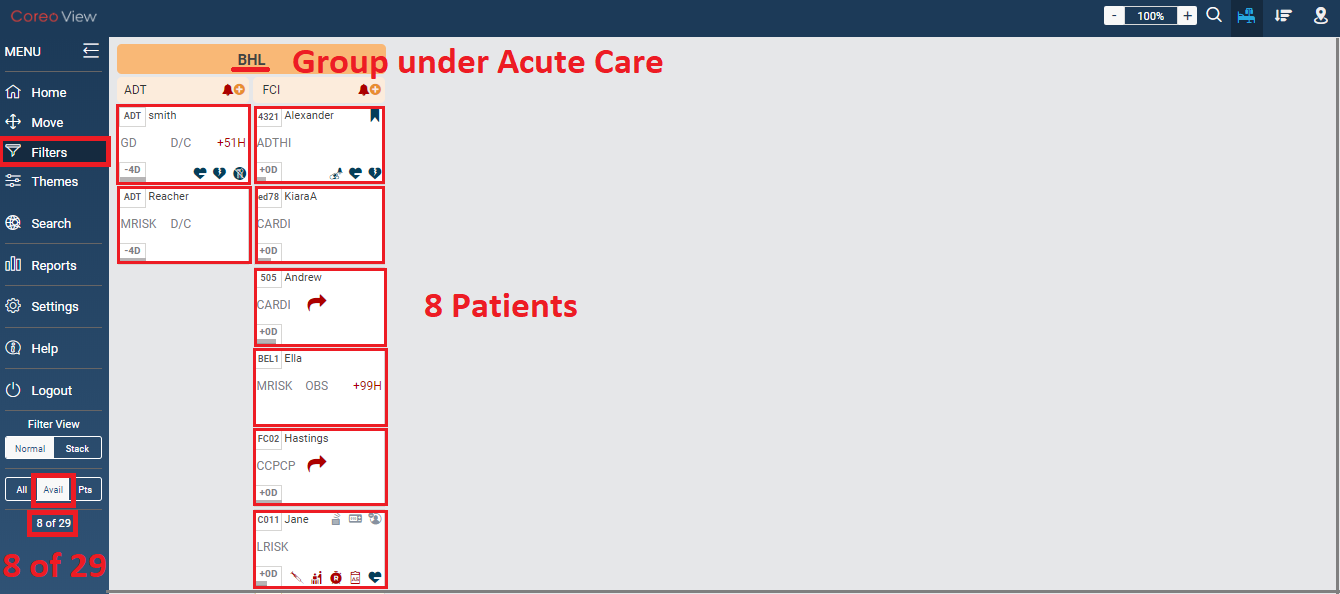 Coreo View
- 100% +
MENU
Home
Move
Filters
Themes
Search
Reports
Settings
Help
Logout
Filter View
Normal Stack
All Avail Pts
8 of 29
8 of 29
BHL Group under Acute Care
ADT
ADT smith
GD D/C +51H
-4D
ADT Reacher
MRISK D/C
-4D
FCI
4321 Alexander
ADTHI
+0D
ed78 KiaraA
CARDI
+0D
505 Andrew
CARDI
+0D
BEL1 Ella
MRISK OBS +99H
FC02 Hastings
CCPCP
+0D
C011 Jane
LRISK
+0D
8 Patients